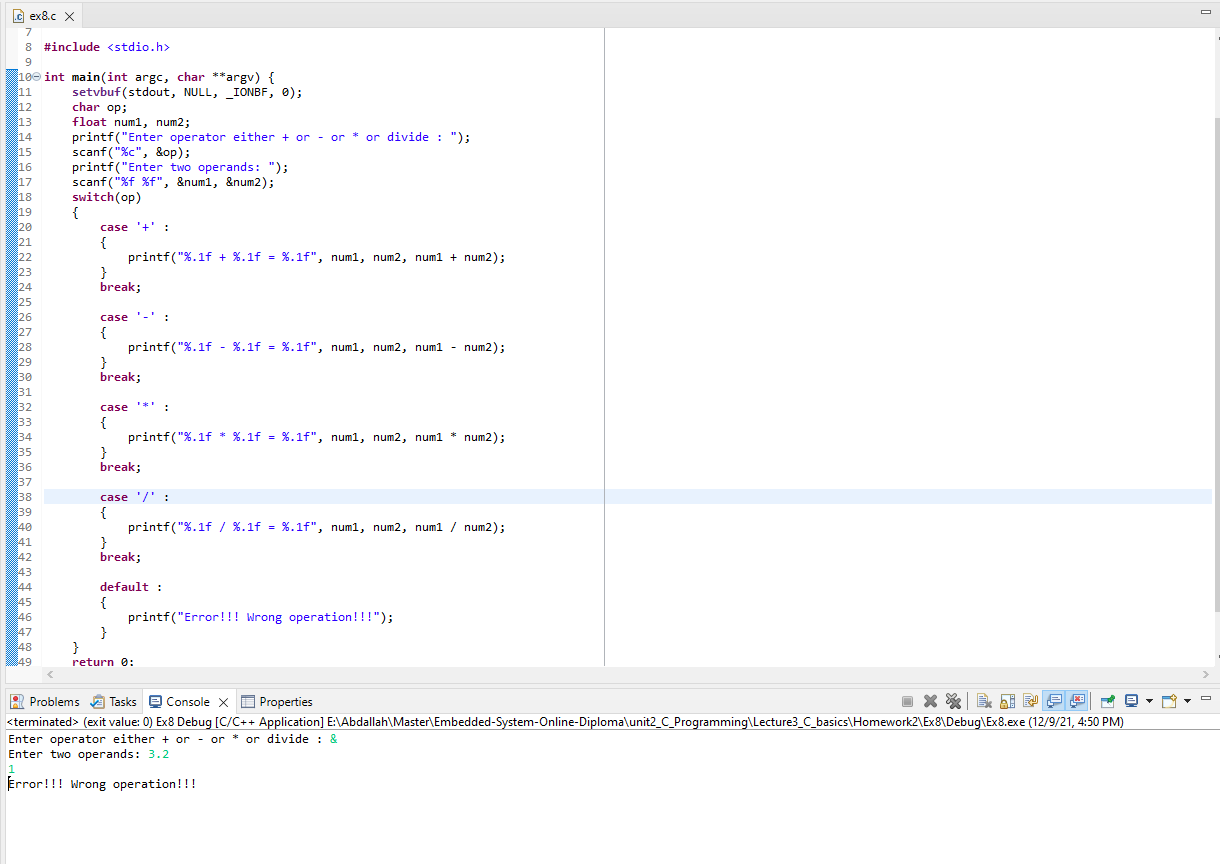 ex8.c
7
8 #include <stdio.h>
9
10 int main(int argc, char **argv) {
11     setvbuf(stdout, NULL, _IONBF, 0);
12     char op;
13     float num1, num2;
14     printf("Enter operator either + or - or * or divide : ");
15     scanf("%c", &op);
16     printf("Enter two operands: ");
17     scanf("%f %f", &num1, &num2);
18     switch(op)
19     {
20         case '+' :
21         {
22             printf("%.1f + %.1f = %.1f", num1, num2, num1 + num2);
23         }
24         break;
25
26         case '-' :
27         {
28             printf("%.1f - %.1f = %.1f", num1, num2, num1 - num2);
29         }
30         break;
31
32         case '*' :
33         {
34             printf("%.1f * %.1f = %.1f", num1, num2, num1 * num2);
35         }
36         break;
37
38         case '/' :
39         {
40             printf("%.1f / %.1f = %.1f", num1, num2, num1 / num2);
41         }
42         break;
43
44         default :
45         {
46             printf("Error!!! Wrong operation!!!");
47         }
48     }
49     return 0;
Problems Tasks Console Properties
<terminated> (exit value: 0) Ex8 Debug [C/C++ Application] E:\Abdallah\Master\Embedded-System-Online-Diploma\unit2_C_Programming\Lecture3_C_basics\Homework2\Ex8\Debug\Ex8.exe (12/9/21, 4:50 PM)
Enter operator either + or - or * or divide : &
Enter two operands: 3.2
1
Error!!! Wrong operation!!!